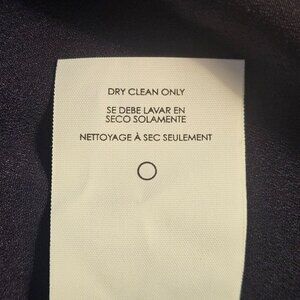 DRY CLEAN ONLY
SE DEBE LAVAR EN
SECO SOLAMENTE
NETTOYAGE À SEC SEULEMENT